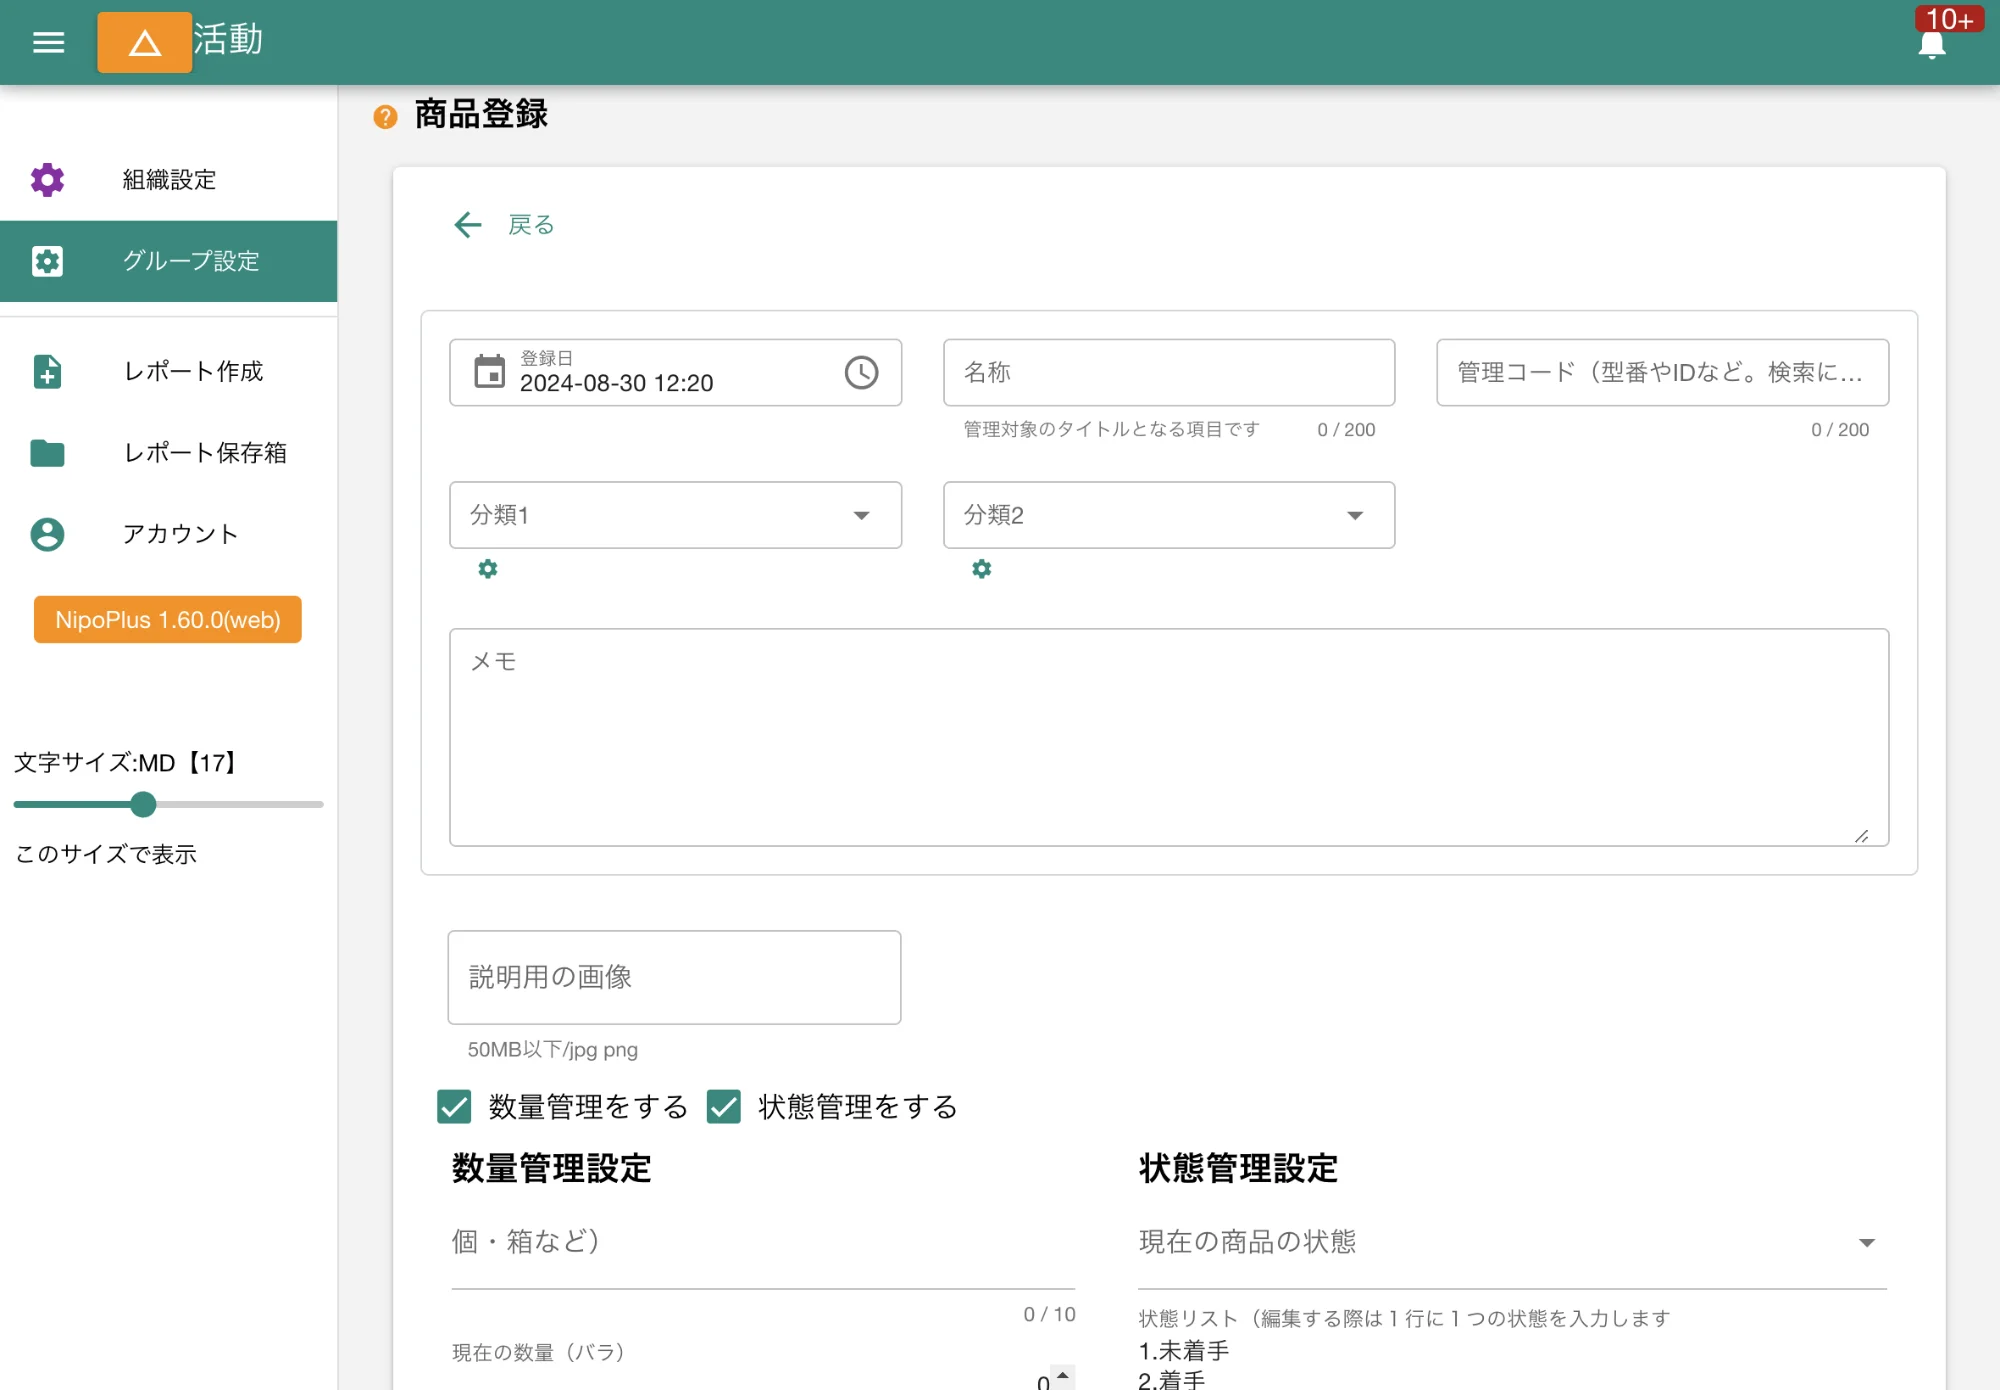 活動
10+
商品登録
組織設定
グループ設定
レポート作成
レポート保存箱
アカウント
NipoPlus 1.60.0(web)
文字サイズ:MD【17】
このサイズで表示
戻る
登録日
2024-08-30 12:20
名称
管理対象のタイトルとなる項目です
0 / 200
管理コード（型番やIDなど。検索に…
0 / 200
分類1
分類2
メモ
説明用の画像
50MB以下/jpg png
数量管理をする
状態管理をする
数量管理設定
個・箱など）
0 / 10
現在の数量（バラ）
0
状態管理設定
現在の商品の状態
状態リスト（編集する際は１行に１つの状態を入力します
1.未着手
2.着手